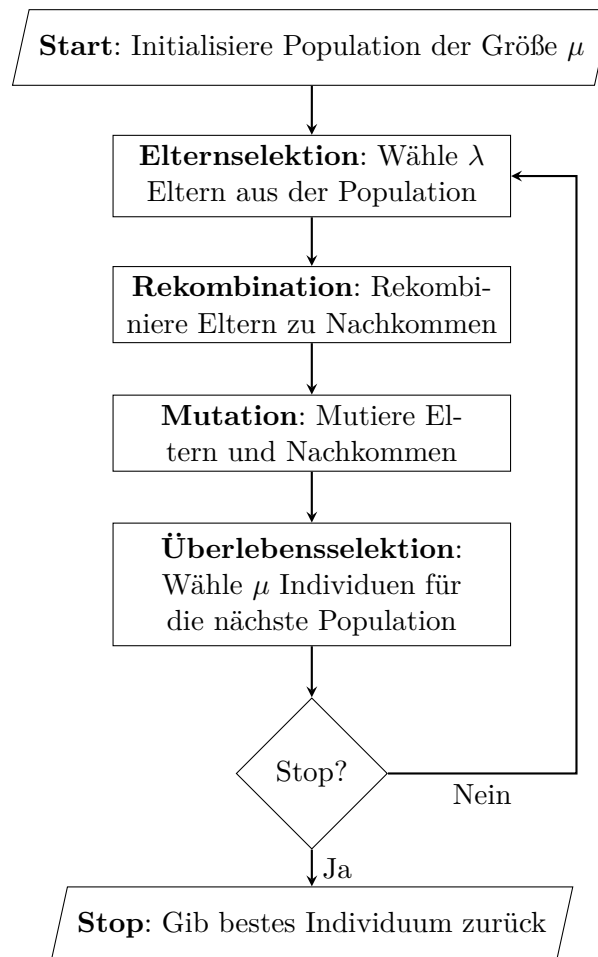 Start: Initialisiere Population der Größe μ
Elternselektion: Wähle λ
Eltern aus der Population
Rekombination: Rekombi-
niere Eltern zu Nachkommen
Mutation: Mutiere El-
tern und Nachkommen
Überlebensselektion:
Wähle μ Individuen für
die nächste Population
Stop?
Nein
Ja
Stop: Gib bestes Individuum zurück